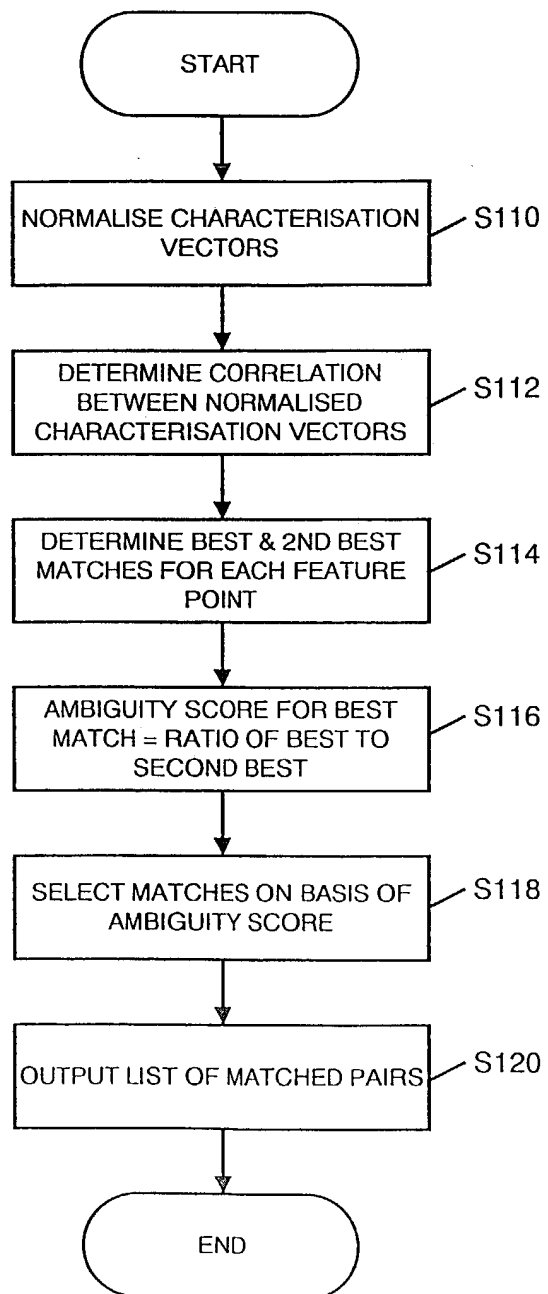 START
NORMALISE CHARACTERISATION
VECTORS
S110
DETERMINE CORRELATION
BETWEEN NORMALISED
CHARACTERISATION VECTORS
S112
DETERMINE BEST & 2ND BEST
MATCHES FOR EACH FEATURE
POINT
S114
AMBIGUITY SCORE FOR BEST
MATCH = RATIO OF BEST TO
SECOND BEST
S116
SELECT MATCHES ON BASIS OF
AMBIGUITY SCORE
S118
OUTPUT LIST OF MATCHED PAIRS
S120
END